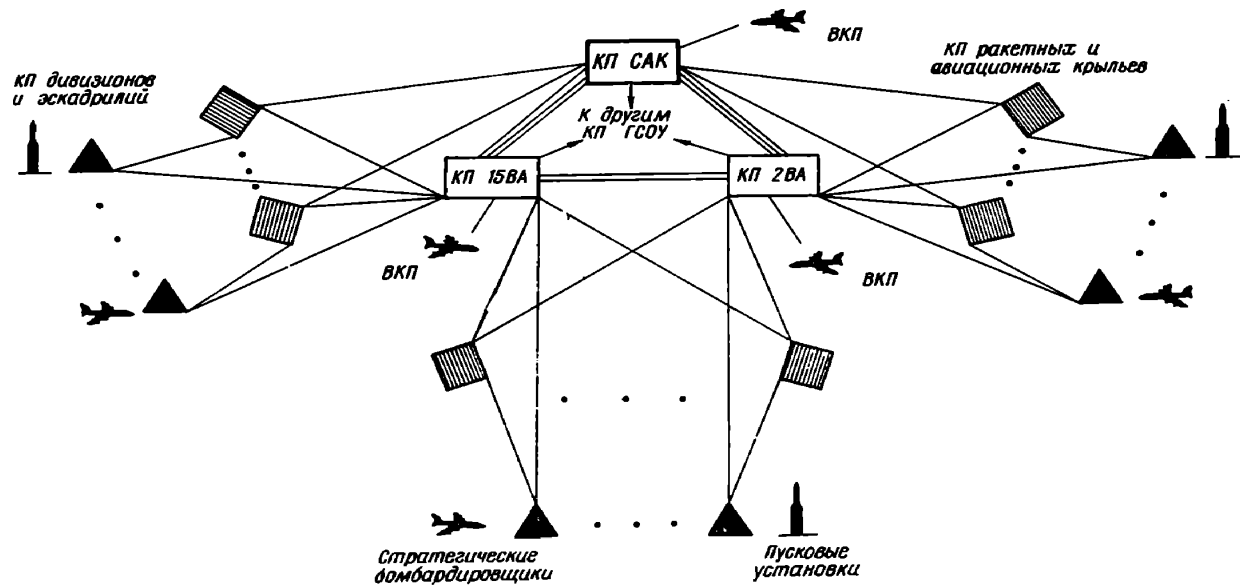 ВКП
КП САК
КП ракетных и
авиационных крыльев
КП дивизионов
и эскадрилий
К другим
КП ГСОУ
КП 15ВА
КП 2ВА
ВКП
ВКП
Стратегические
бомбардировщики
Пусковые
установки